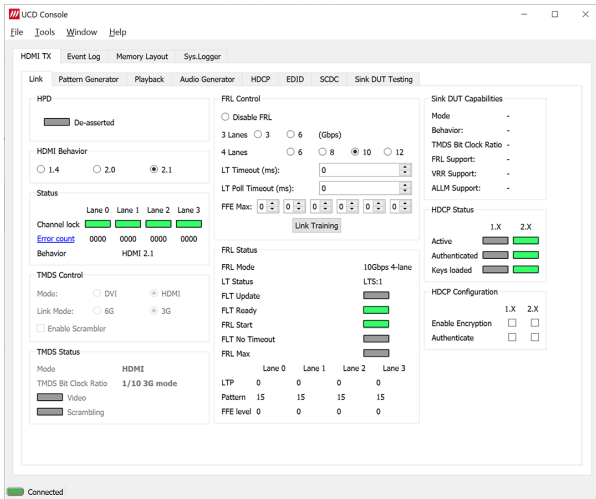 UCD Console
File Tools Window Help
HDMI TX Event Log Memory Layout Sys.Logger
Link Pattern Generator Playback Audio Generator HDCP EDID SCDC Sink DUT Testing
HPD
De-asserted
HDMI Behavior
1.4 2.0 2.1
Status
Lane 0 Lane 1 Lane 2 Lane 3
Channel lock
Error count 0000 0000 0000 0000
Behavior HDMI 2.1
TMDS Control
Mode: DVI HDMI
Link Mode: 6G 3G
Enable Scrambler
TMDS Status
Mode HDMI
TMDS Bit Clock Ratio 1/10 3G mode
Video
Scrambling
FRL Control
Disable FRL
3 Lanes 3 6 (Gbps)
4 Lanes 6 8 10 12
LT Timeout (ms): 0
LT Poll Timeout (ms): 0
FFE Max: 0 0 0 0 0 0
Link Training
FRL Status
FRL Mode 10Gbps 4-lane
LT Status LTS:1
FLT Update
FLT Ready
FRL Start
FLT No Timeout
FRL Max
Lane 0 Lane 1 Lane 2 Lane 3
LTP 0 0 0 0
Pattern 15 15 15 15
FFE level 0 0 0 0
Sink DUT Capabilities
Mode -
Behavior: -
TMDS Bit Clock Ratio -
FRL Support: -
VRR Support: -
ALLM Support: -
HDCP Status
1.X 2.X
Active
Authenticated
Keys loaded
HDCP Configuration
1.X 2.X
Enable Encryption
Authenticate
Connected